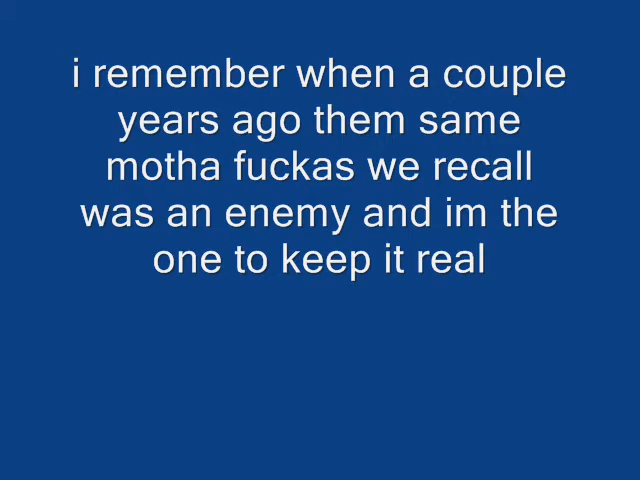 i remember when a couple
years ago them same
motha fuckas we recall
was an enemy and im the
one to keep it real